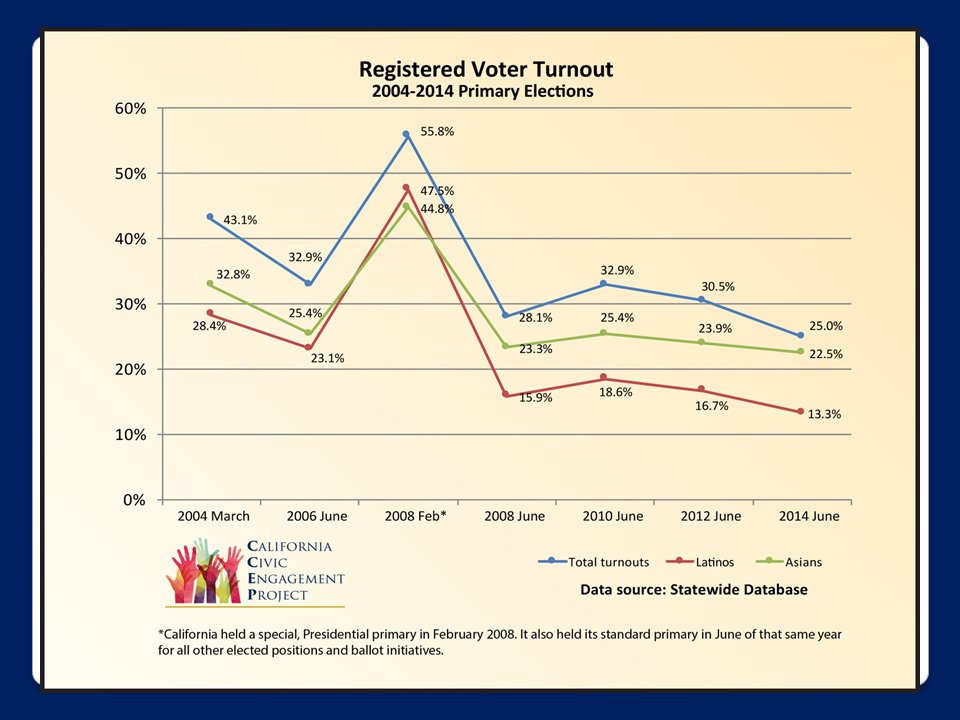 Registered Voter Turnout
2004-2014 Primary Elections
60%
50%
40%
30%
20%
10%
0%
55.8%
47.5%
44.8%
43.1%
32.9%
32.8%
28.4%
25.4%
23.1%
28.1%
23.3%
15.9%
32.9%
25.4%
18.6%
30.5%
23.9%
16.7%
25.0%
22.5%
13.3%
2004 March 2006 June 2008 Feb* 2008 June 2010 June 2012 June 2014 June
CALIFORNIA
CIVIC
ENGAGEMENT
PROJECT
Total turnouts Latinos Asians
Data source: Statewide Database
*California held a special, Presidential primary in February 2008. It also held its standard primary in June of that same year
for all other elected positions and ballot initiatives.